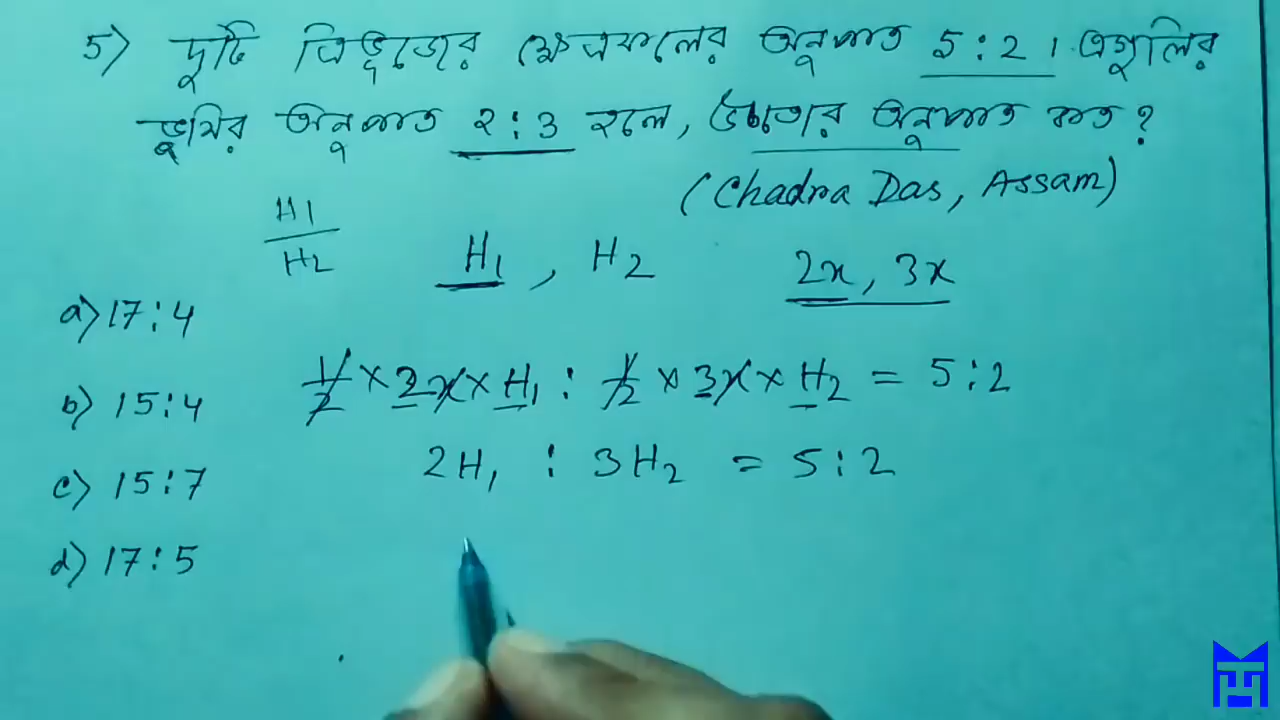 5) দুটি ত্রিভুজের ক্ষেত্রফলের অনুপাত 5 : 2 । এগুলির
ভূমির অনুপাত 2 : 3 হলে, উচ্চতার অনুপাত কত ?
(Chadra Das, Assam)
H1
H2
H1 , H2
2x , 3x
a) 17 : 4
1/2 × 2x × H1 : 1/2 × 3x × H2 = 5 : 2
b) 15 : 4
2H1 : 3H2 = 5 : 2
c) 15 : 7
d) 17 : 5